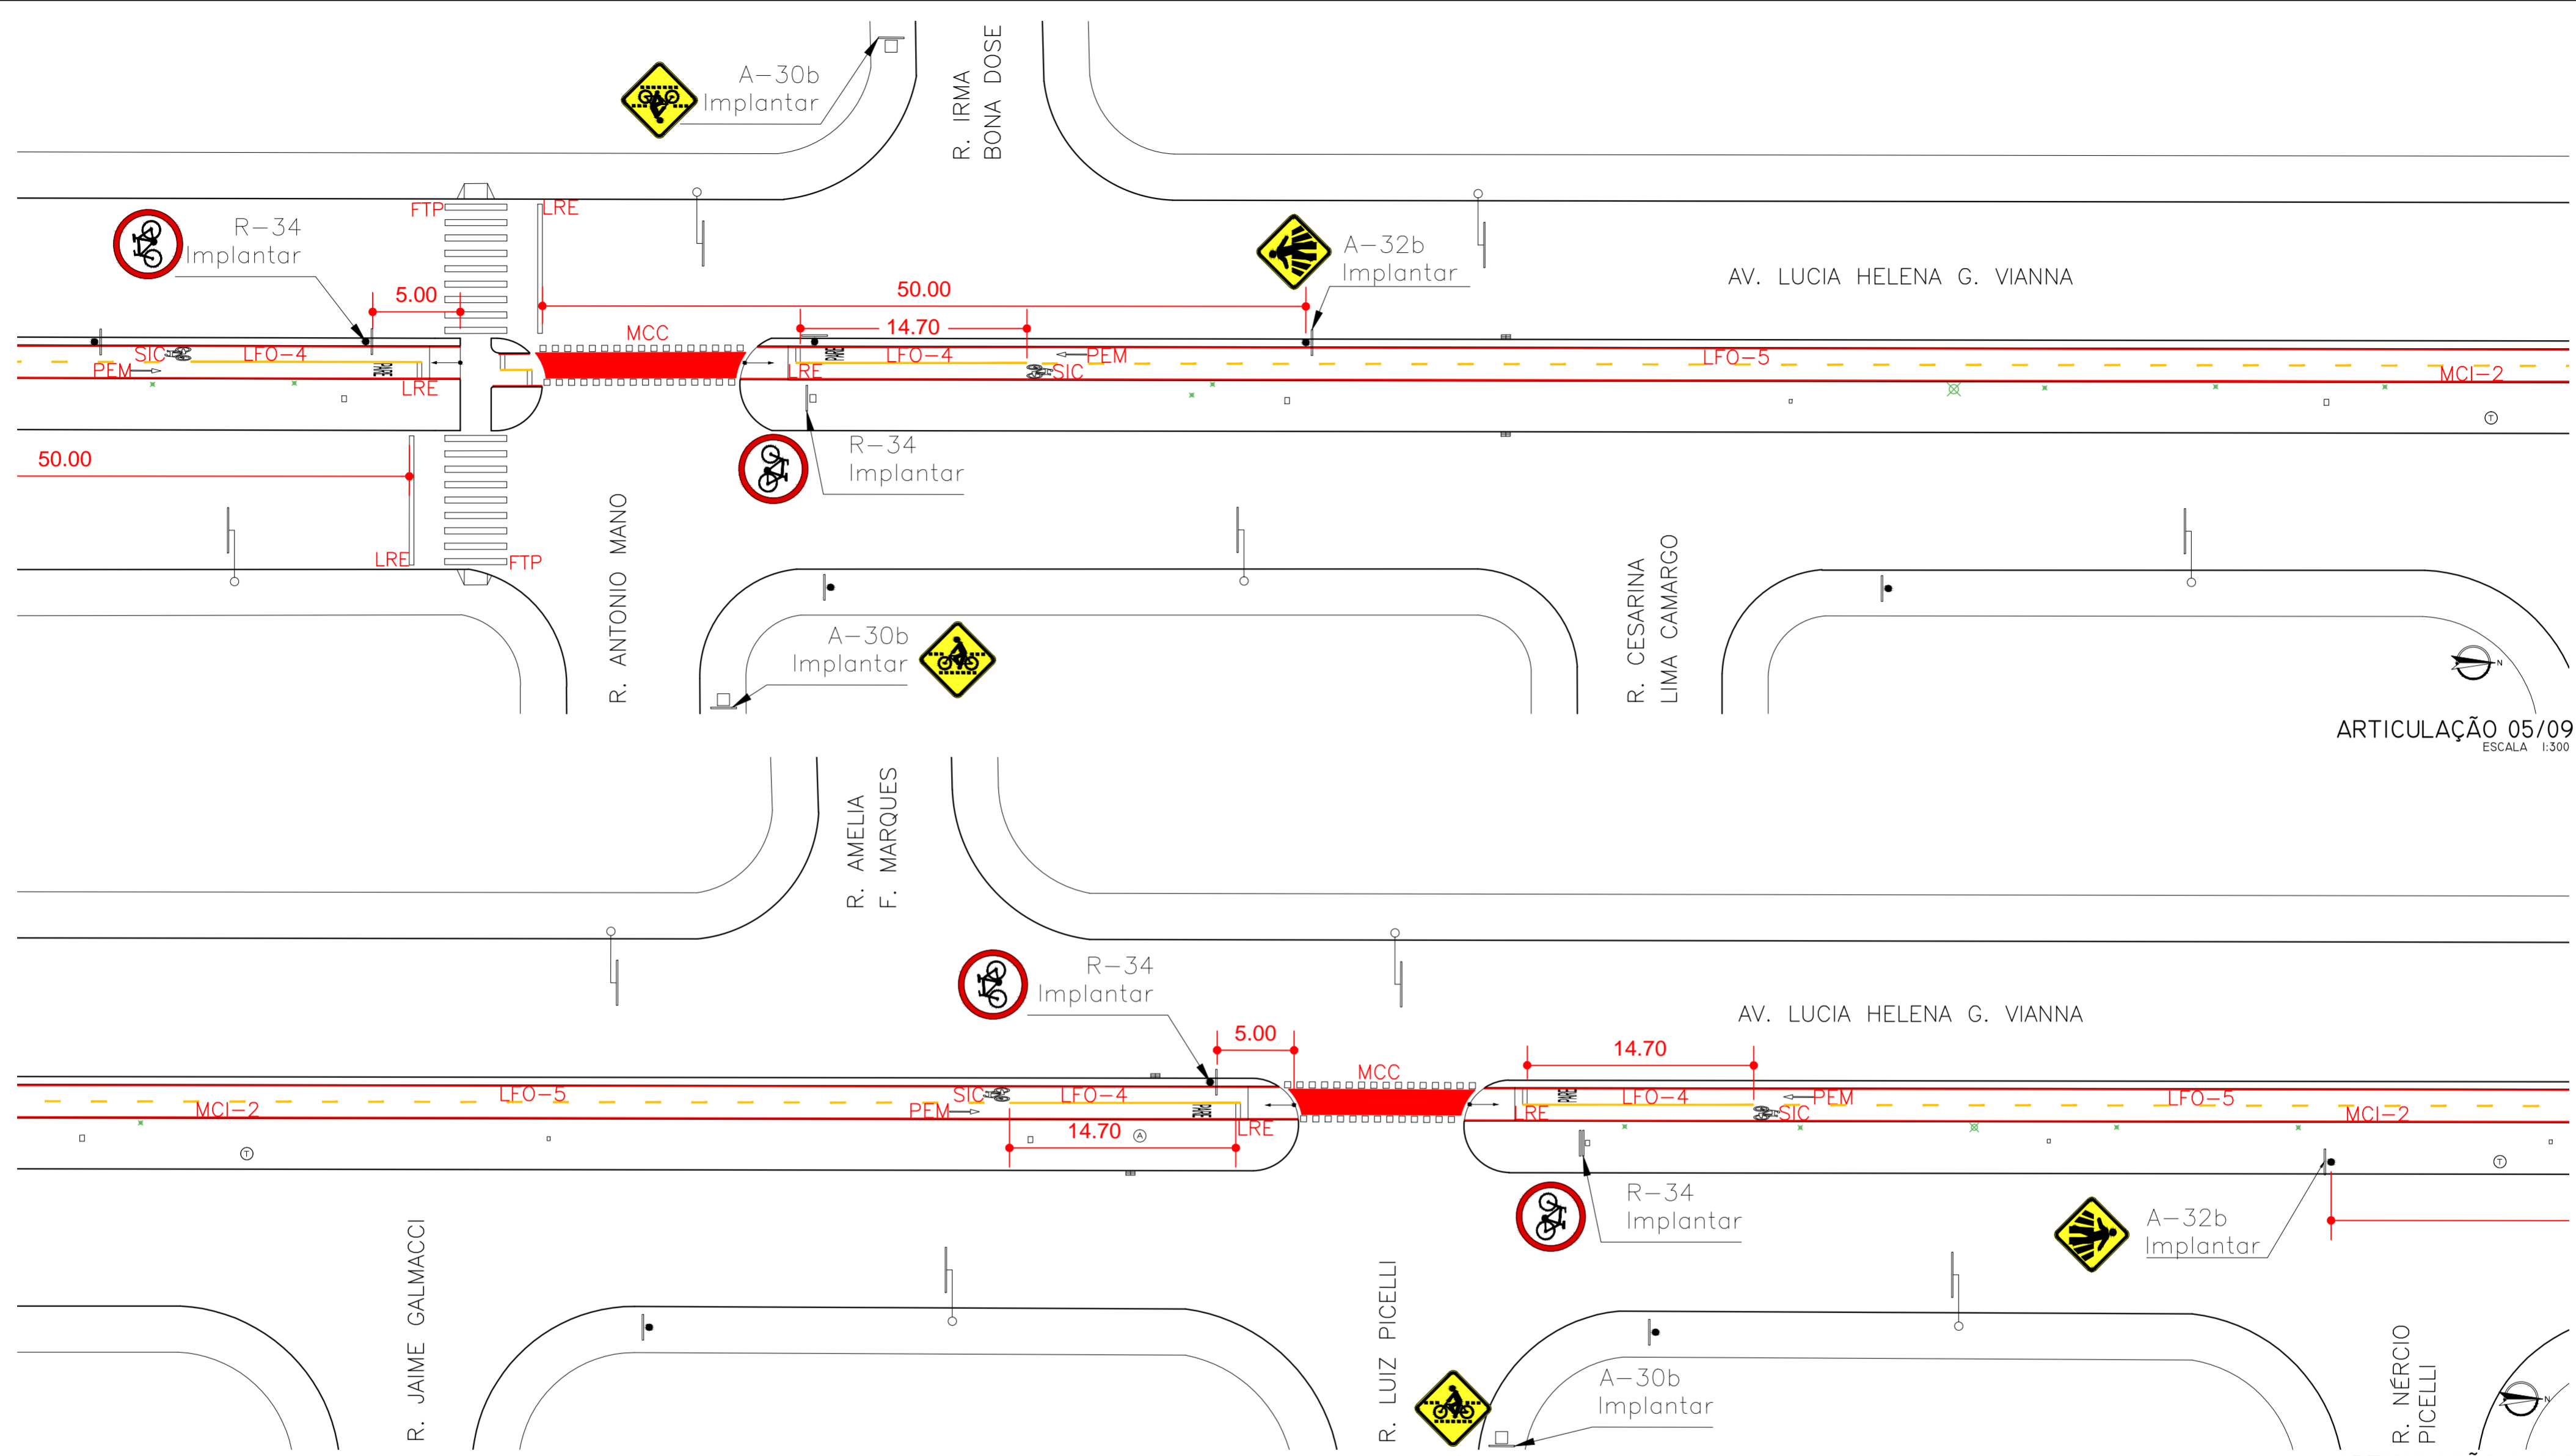 R. IRMA
BONA DOSE
A-30b
Implantar
FTP
LRE
R-34
Implantar
A-32b
Implantar
AV. LUCIA HELENA G. VIANNA
5.00
50.00
14.70
MCC
SIC
LFO-4
PEM
PARE
LRE
PARE
LFO-4
PEM
LRE
SIC
LFO-5
MCI-2
R-34
Implantar
50.00
LRE
FTP
R. ANTONIO MANO
A-30b
Implantar
R. CESARINA
LIMA CAMARGO
N
T
ARTICULAÇÃO 05/09
ESCALA 1:300
R. AMELIA
F. MARQUES
R-34
Implantar
AV. LUCIA HELENA G. VIANNA
5.00
14.70
MCC
MCI-2
LFO-5
SIC
LFO-4
PEM
PARE
LRE
14.70
A
T
PARE
LFO-4
PEM
LRE
SIC
LFO-5
MCI-2
T
R-34
Implantar
A-32b
Implantar
R. JAIME GALMACCI
R. LUIZ PICELLI
A-30b
Implantar
R. NÉRCIO
PICELLI
N